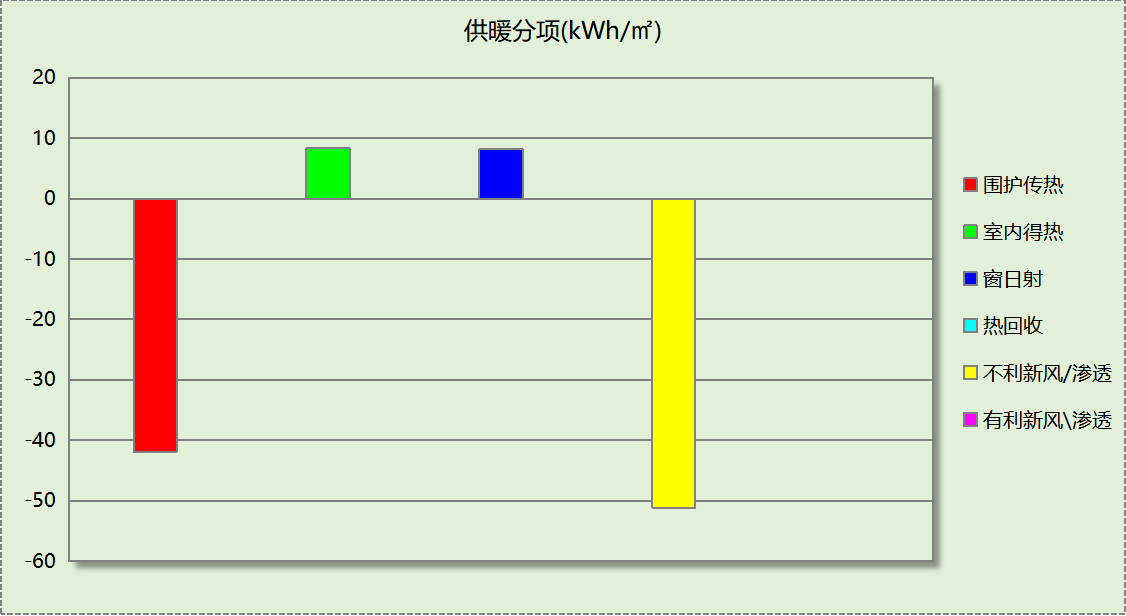 供暖分项(kWh/㎡)
20
10
0
-10
-20
-30
-40
-50
-60
围护传热
室内得热
窗日射
热回收
不利新风/渗透
有利新风\渗透